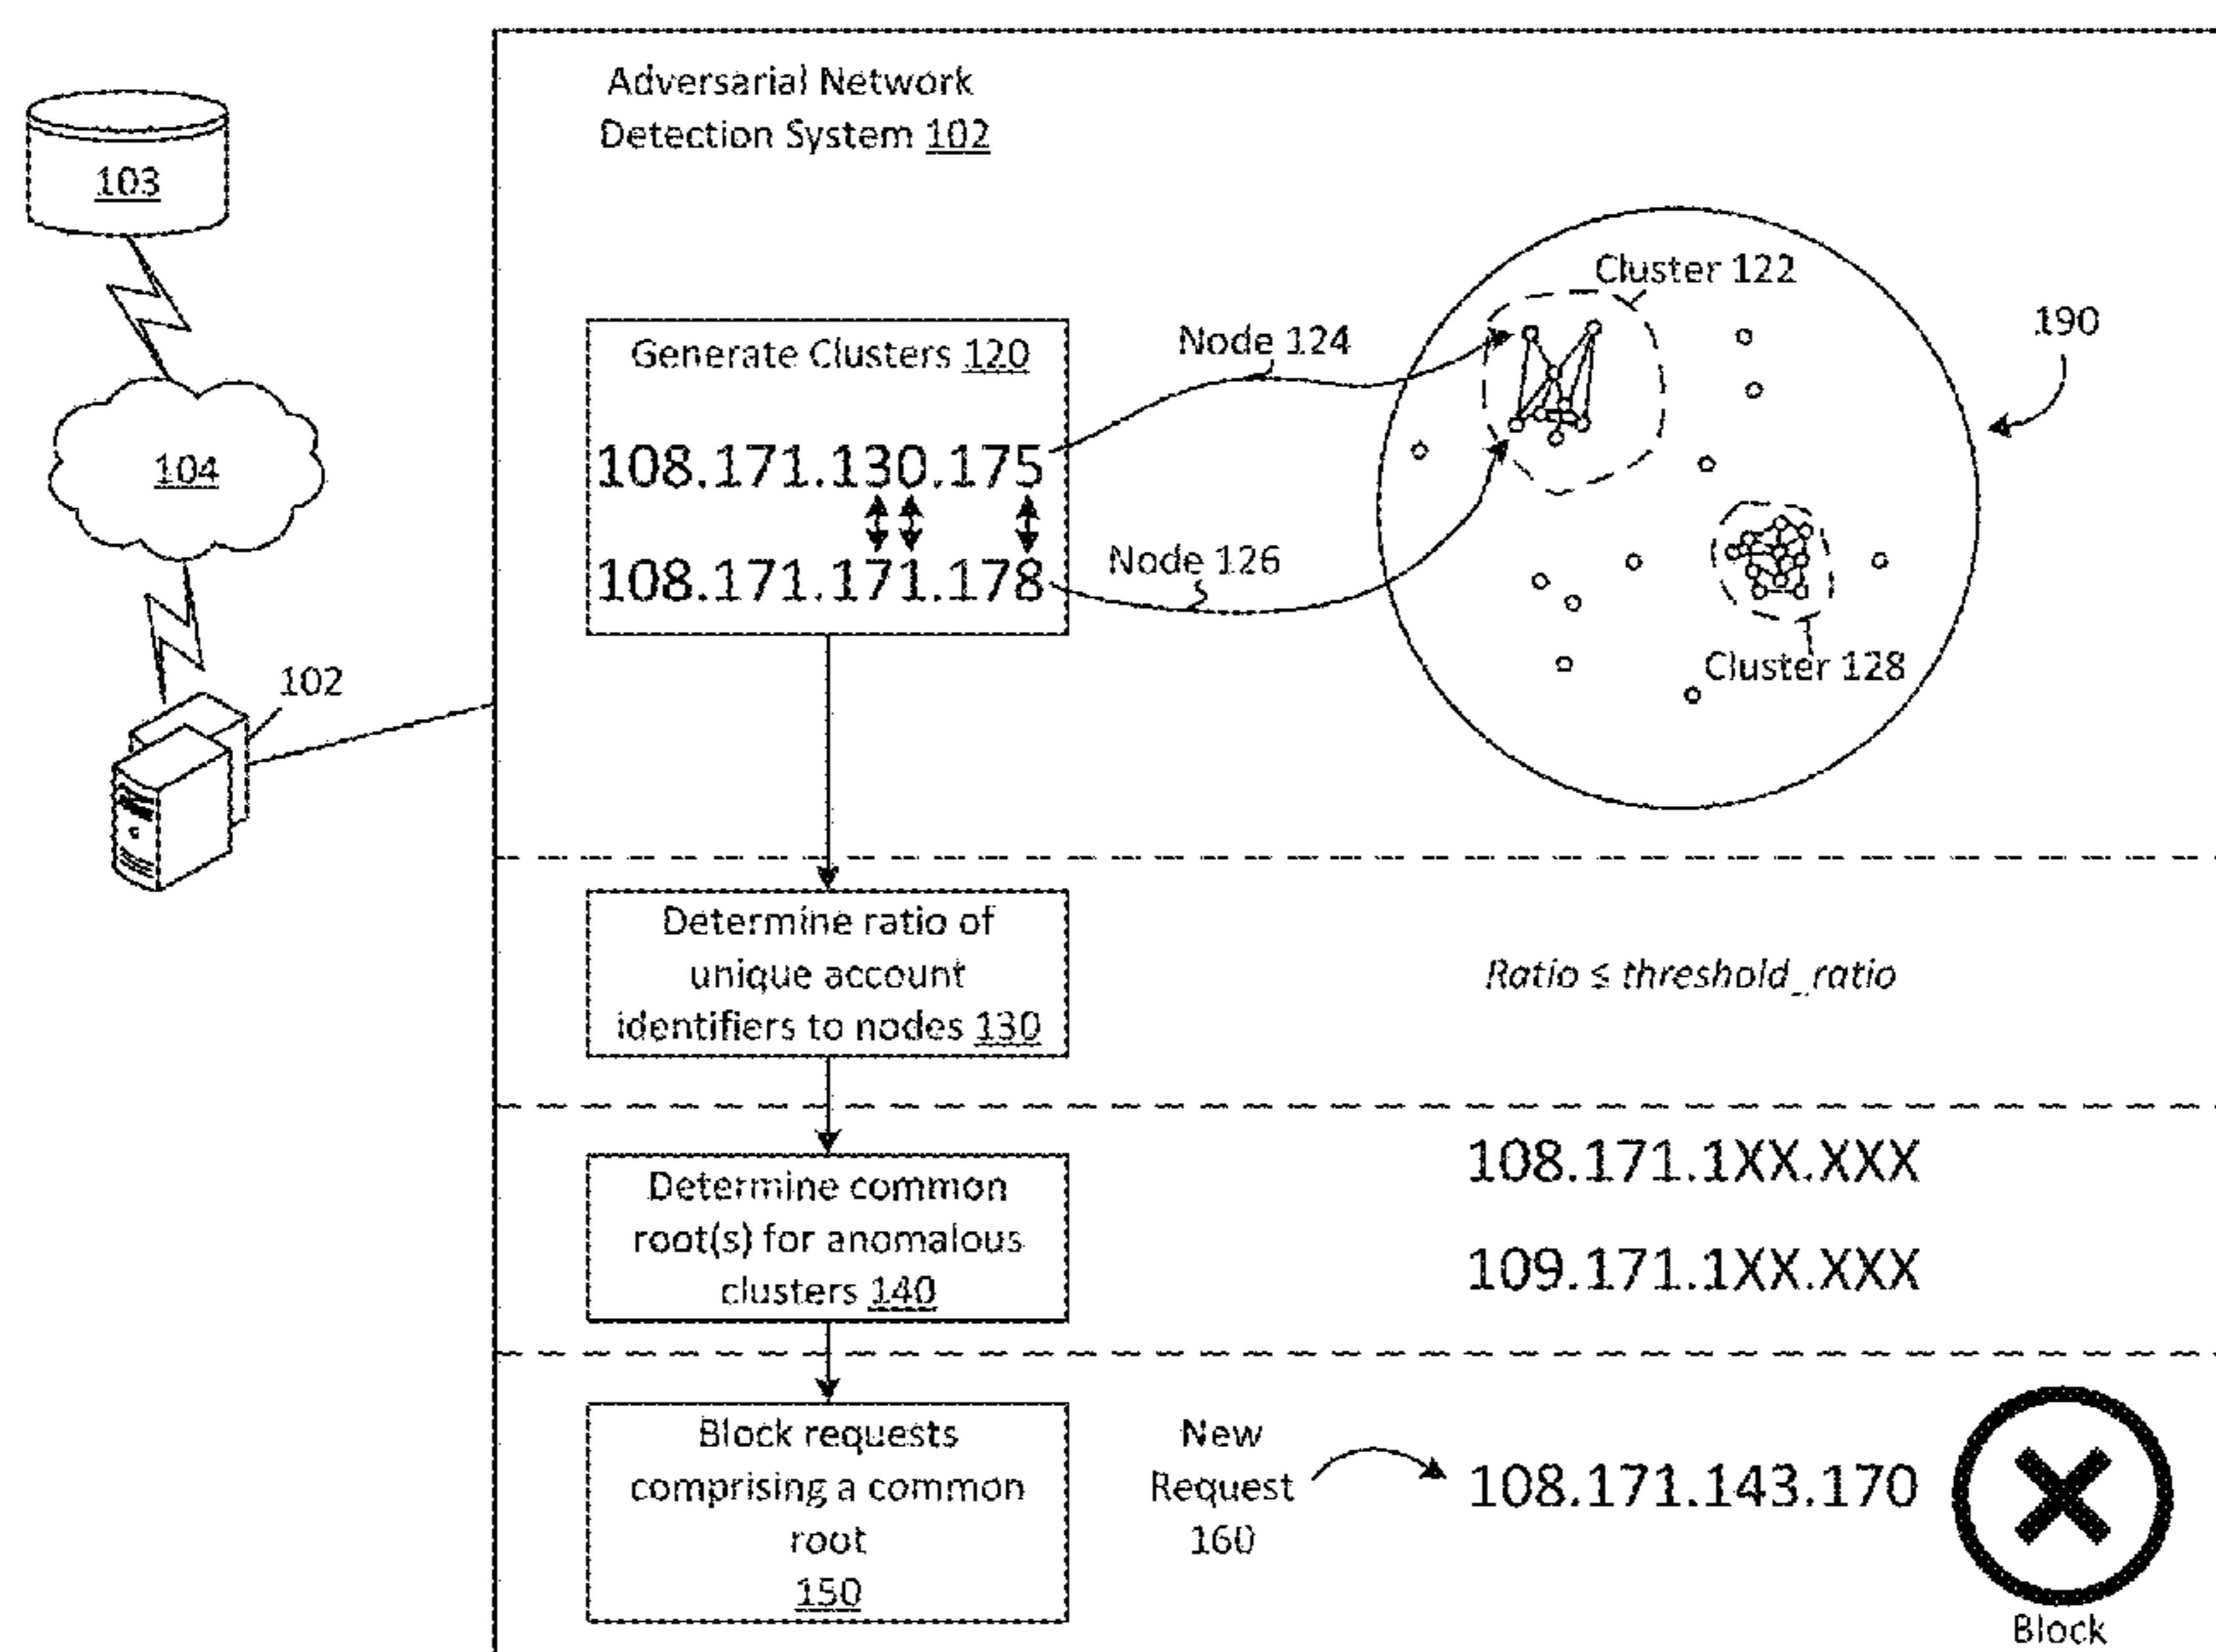 Adversarial Network
Detection System 102
103
104
102
Generate Clusters 120
108.171.130.175
108.171.171.178
Node 124
Node 126
Cluster 122
190
Cluster 128
Determine ratio of
unique account
identifiers to nodes 130
Ratio ≤ threshold_ratio
Determine common
root(s) for anomalous
clusters 140
108.171.1XX.XXX
109.171.1XX.XXX
Block requests
comprising a common
root
150
New
Request
160
108.171.143.170
Block